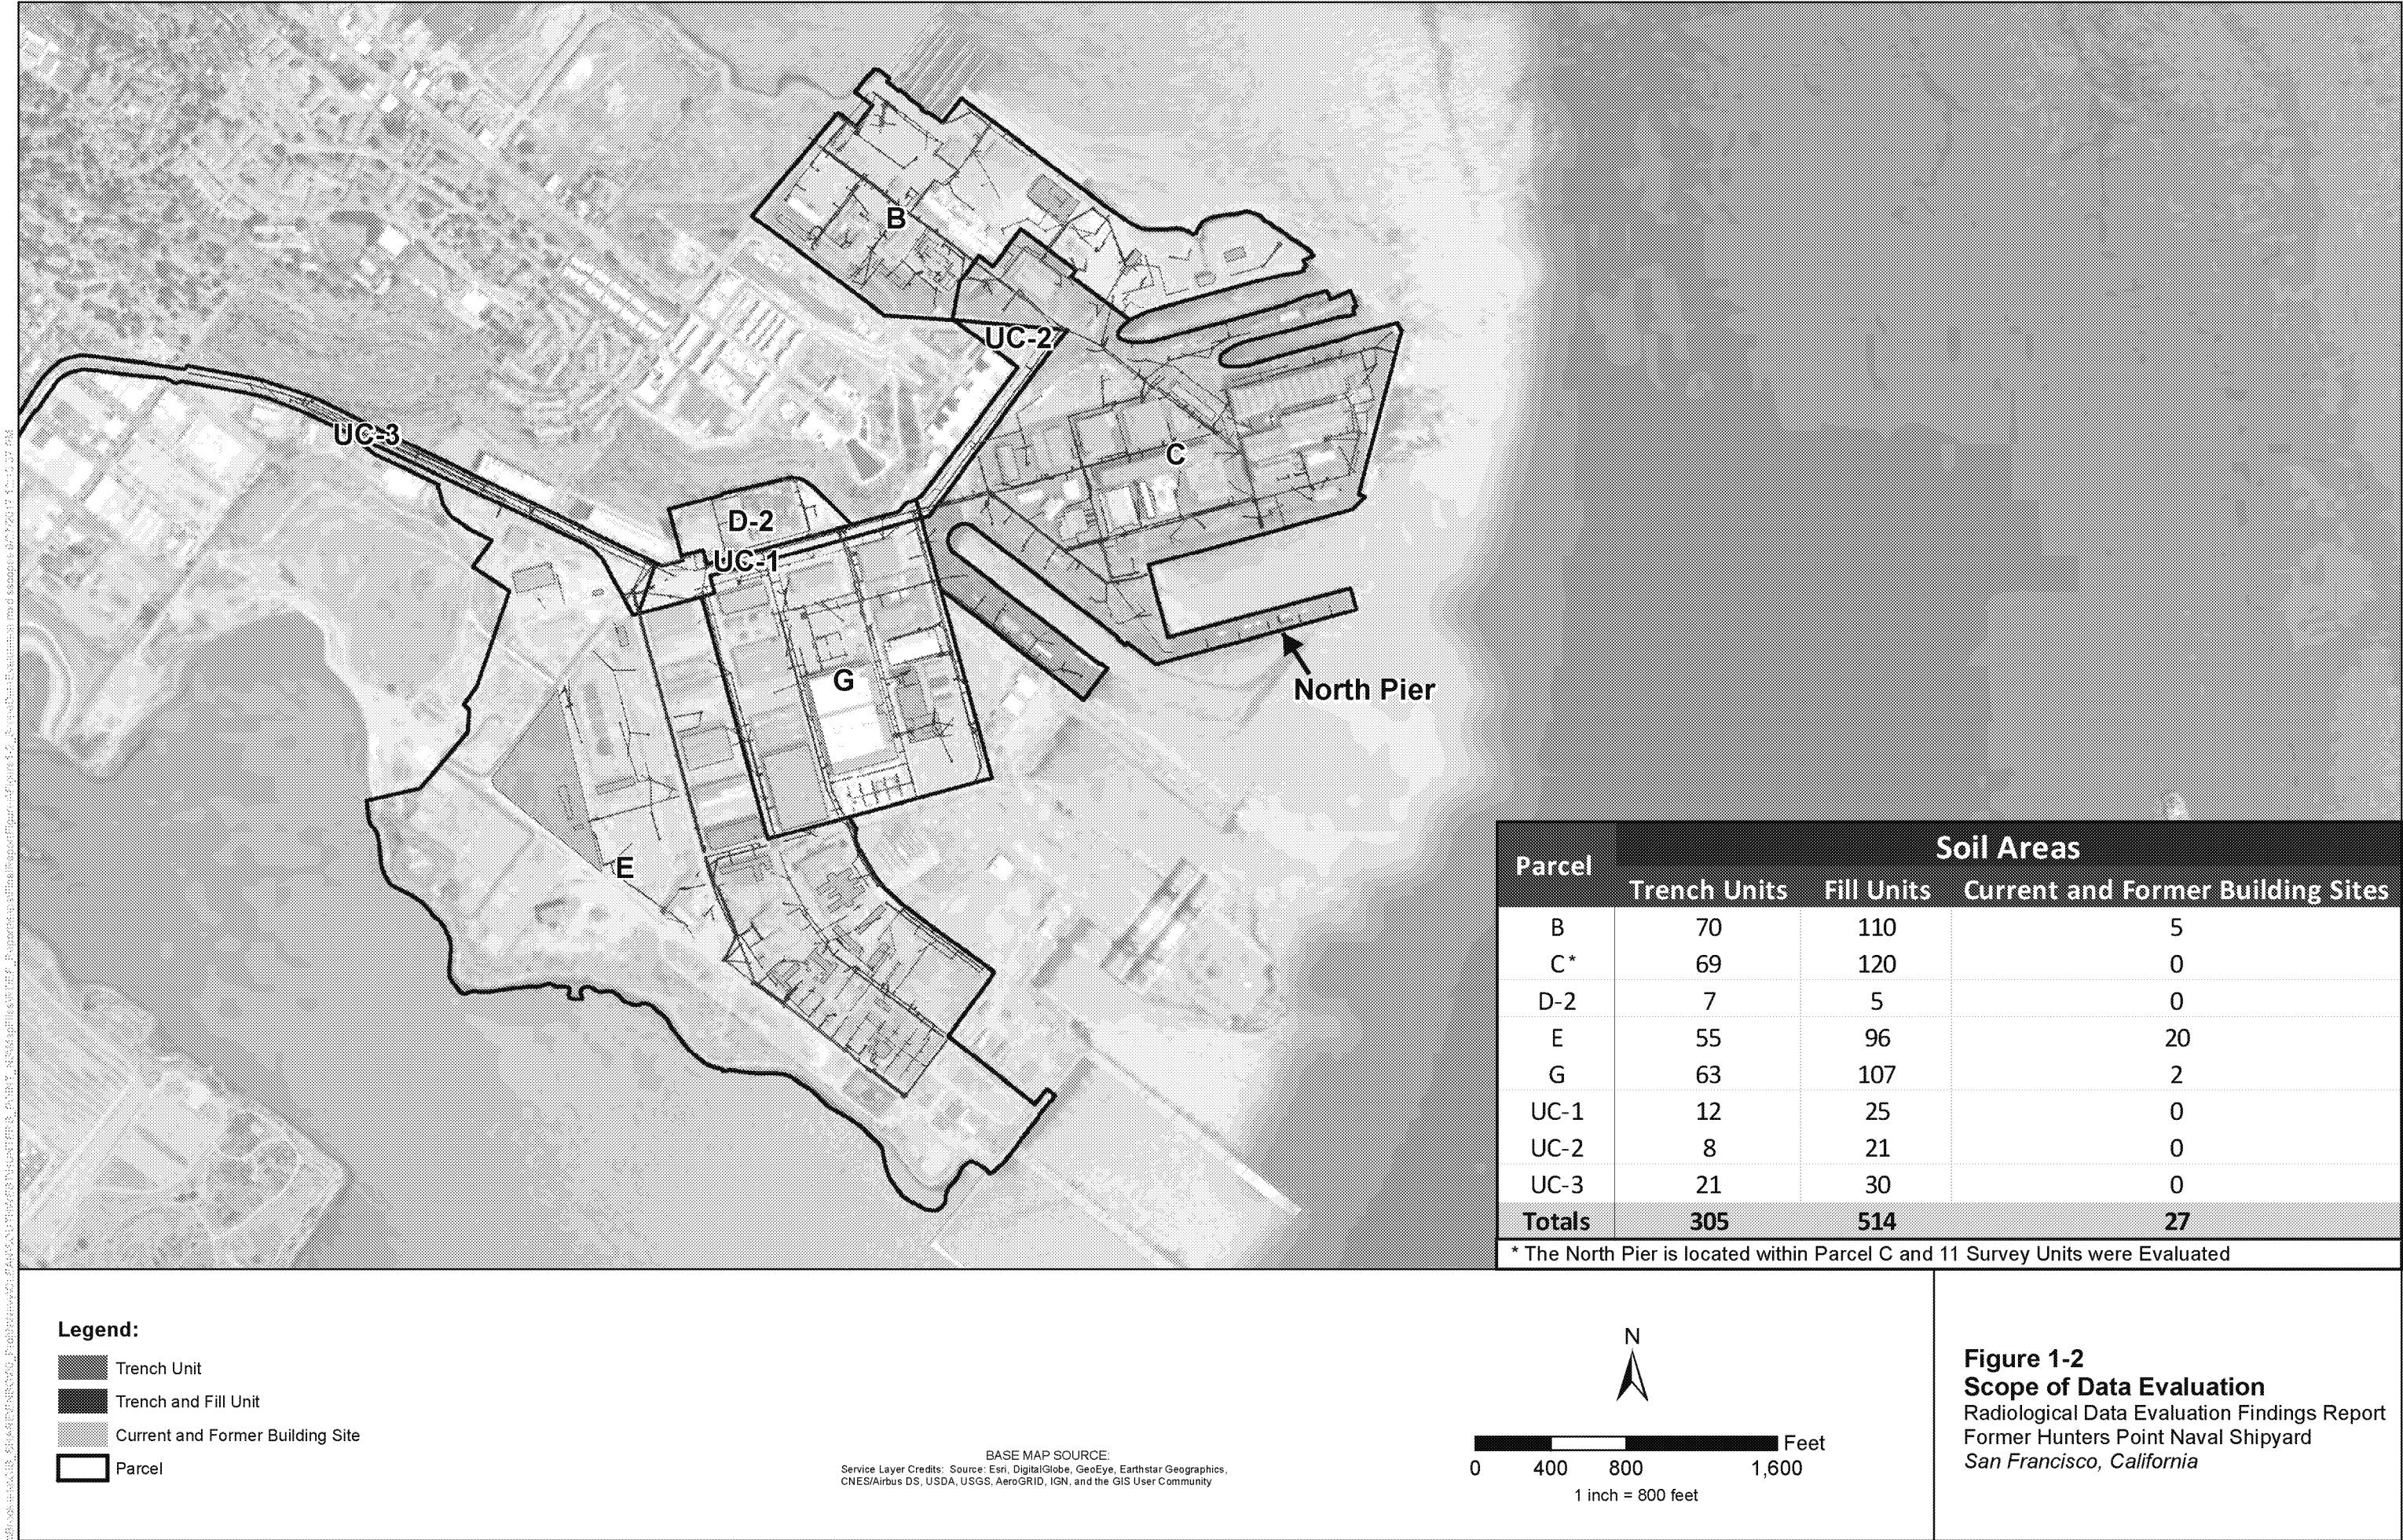 B
UC-2
UC-3
C
D-2
UC-1
G
North Pier
E
Parcel Soil Areas
Trench Units Fill Units Current and Former Building Sites
B 70 110 5
C* 69 120 0
D-2 7 5 0
E 55 96 20
G 63 107 2
UC-1 12 25 0
UC-2 8 21 0
UC-3 21 30 0
Totals 305 514 27
* The North Pier is located within Parcel C and 11 Survey Units were Evaluated
Legend:
Trench Unit
Trench and Fill Unit
Current and Former Building Site
Parcel
BASE MAP SOURCE:
Service Layer Credits: Source: Esri, DigitalGlobe, GeoEye, Earthstar Geographics,
CNES/Airbus DS, USDA, USGS, AeroGRID, IGN, and the GIS User Community
N
Feet
0 400 800 1,600
1 inch = 800 feet
Figure 1-2
Scope of Data Evaluation
Radiological Data Evaluation Findings Report
Former Hunters Point Naval Shipyard
San Francisco, California